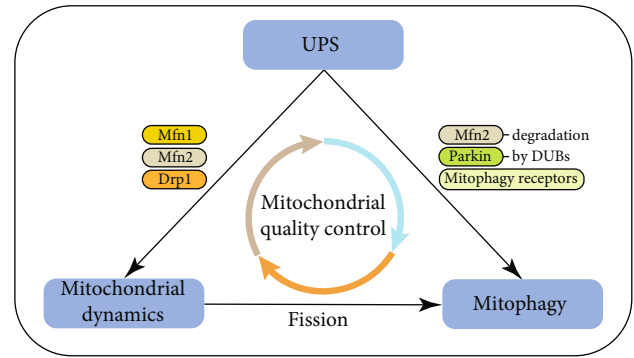 UPS
Mfn1
Mfn2
Drp1
Mfn2 degradation
Parkin by DUBs
Mitophagy receptors
Mitochondrial
quality control
Mitochondrial
dynamics
Fission
Mitophagy